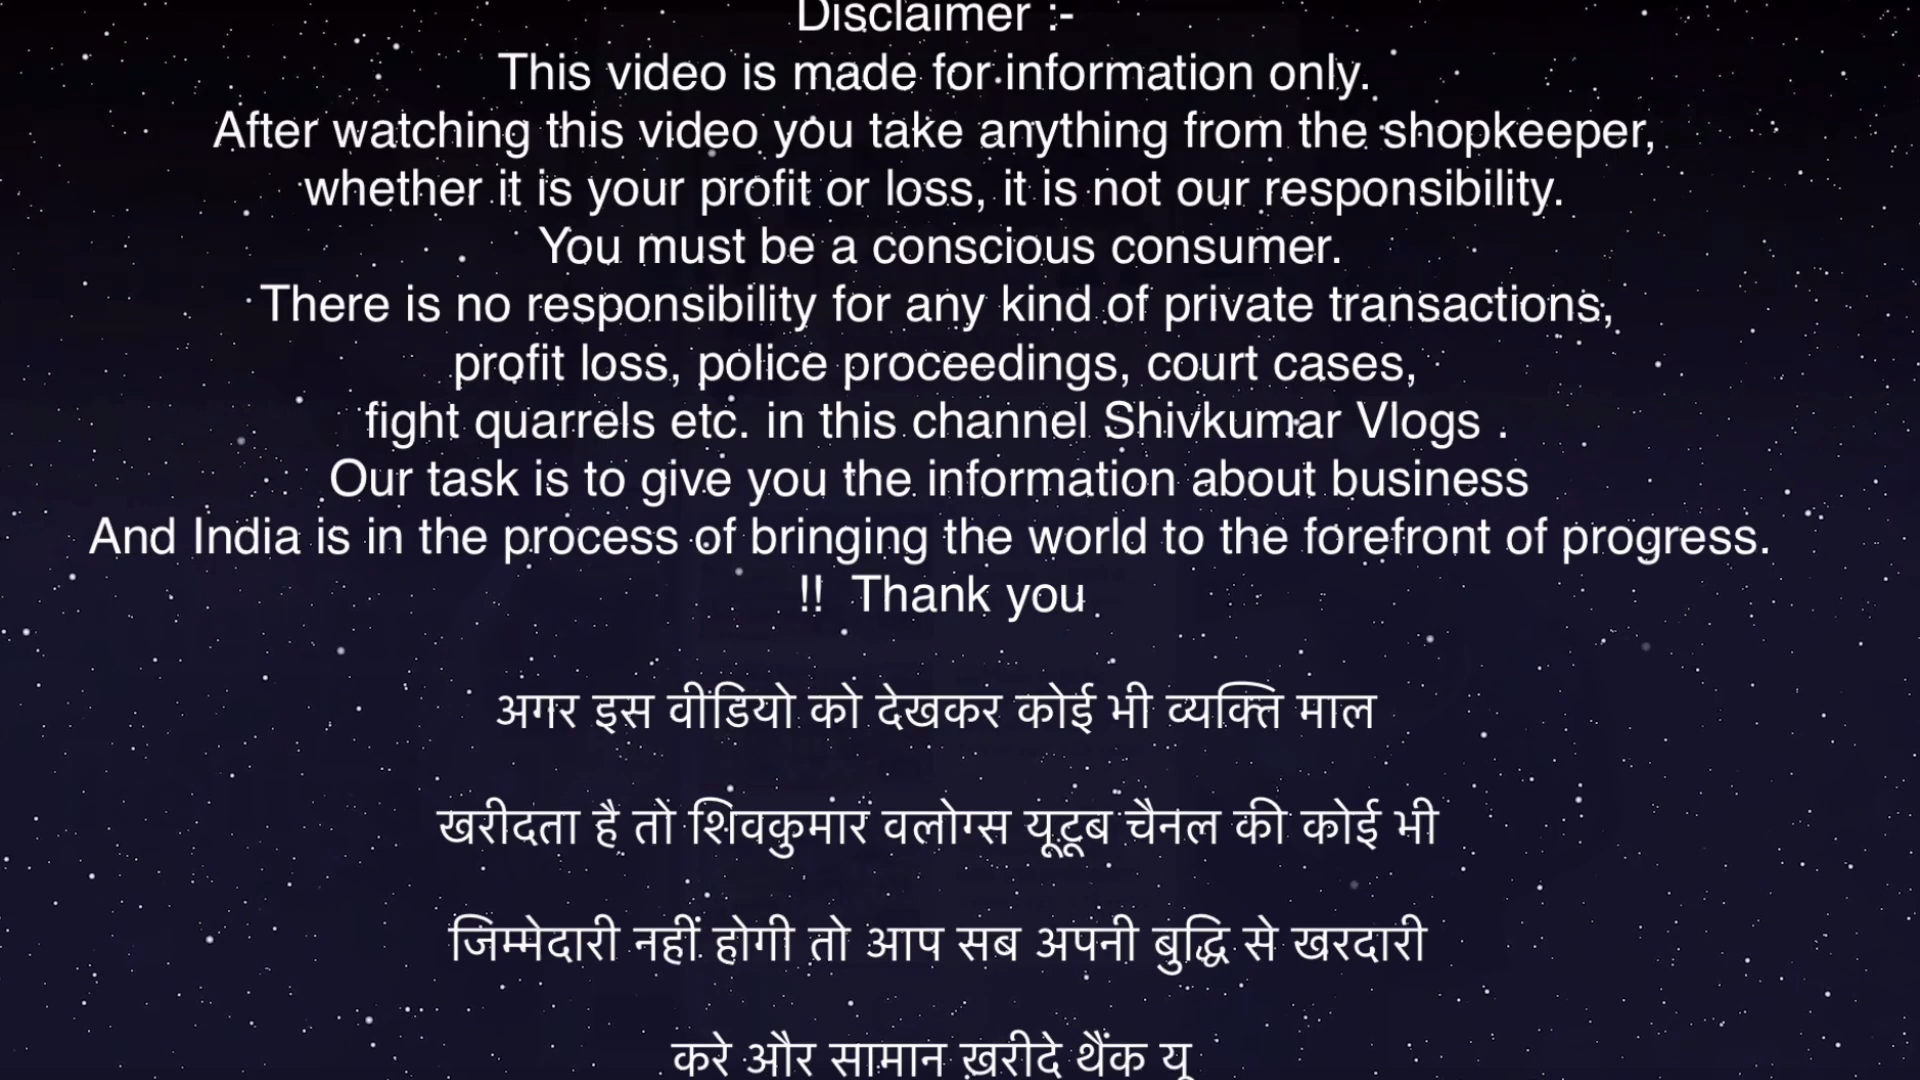 Disclaimer :-
This video is made for information only.
After watching this video you take anything from the shopkeeper,
whether it is your profit or loss, it is not our responsibility.
You must be a conscious consumer.
There is no responsibility for any kind of private transactions,
profit loss, police proceedings, court cases,
fight quarrels etc. in this channel Shivkumar Vlogs .
Our task is to give you the information about business
And India is in the process of bringing the world to the forefront of progress.
!! Thank you
अगर इस वीडियो को देखकर कोई भी व्यक्ति माल
खरीदता है तो शिवकुमार वलोग्स यूटूब चैनल की कोई भी
जिम्मेदारी नहीं होगी तो आप सब अपनी बुद्धि से खरदारी
करे और सामान ख़रीदे थैंक यू